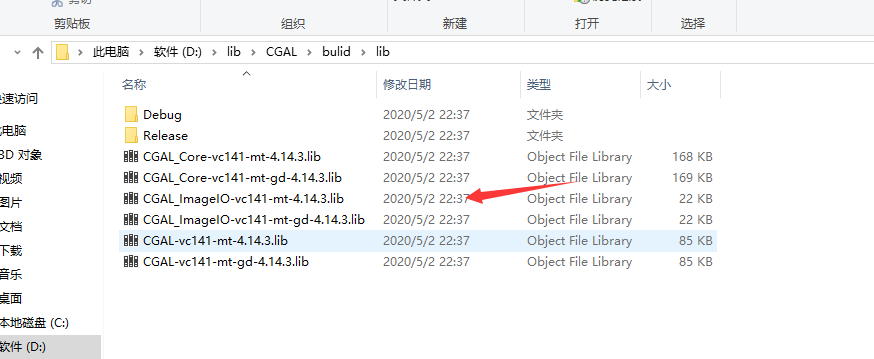 剪切
剪贴板 组织 新建 打开 选择
此电脑 软件 (D:) lib CGAL bulid lib
名称 修改日期 类型 大小
快速访问
Debug 2020/5/2 22:37 文件夹
此电脑
Release 2020/5/2 22:37 文件夹
3D 对象
CGAL_Core-vc141-mt-4.14.3.lib 2020/5/2 22:37 Object File Library 168 KB
视频
CGAL_Core-vc141-mt-gd-4.14.3.lib 2020/5/2 22:37 Object File Library 169 KB
图片
CGAL_ImageIO-vc141-mt-4.14.3.lib 2020/5/2 22:37 Object File Library 22 KB
文档
CGAL_ImageIO-vc141-mt-gd-4.14.3.lib 2020/5/2 22:37 Object File Library 22 KB
下载
CGAL-vc141-mt-4.14.3.lib 2020/5/2 22:37 Object File Library 85 KB
音乐
CGAL-vc141-mt-gd-4.14.3.lib 2020/5/2 22:37 Object File Library 85 KB
桌面
本地磁盘 (C:)
软件 (D:)